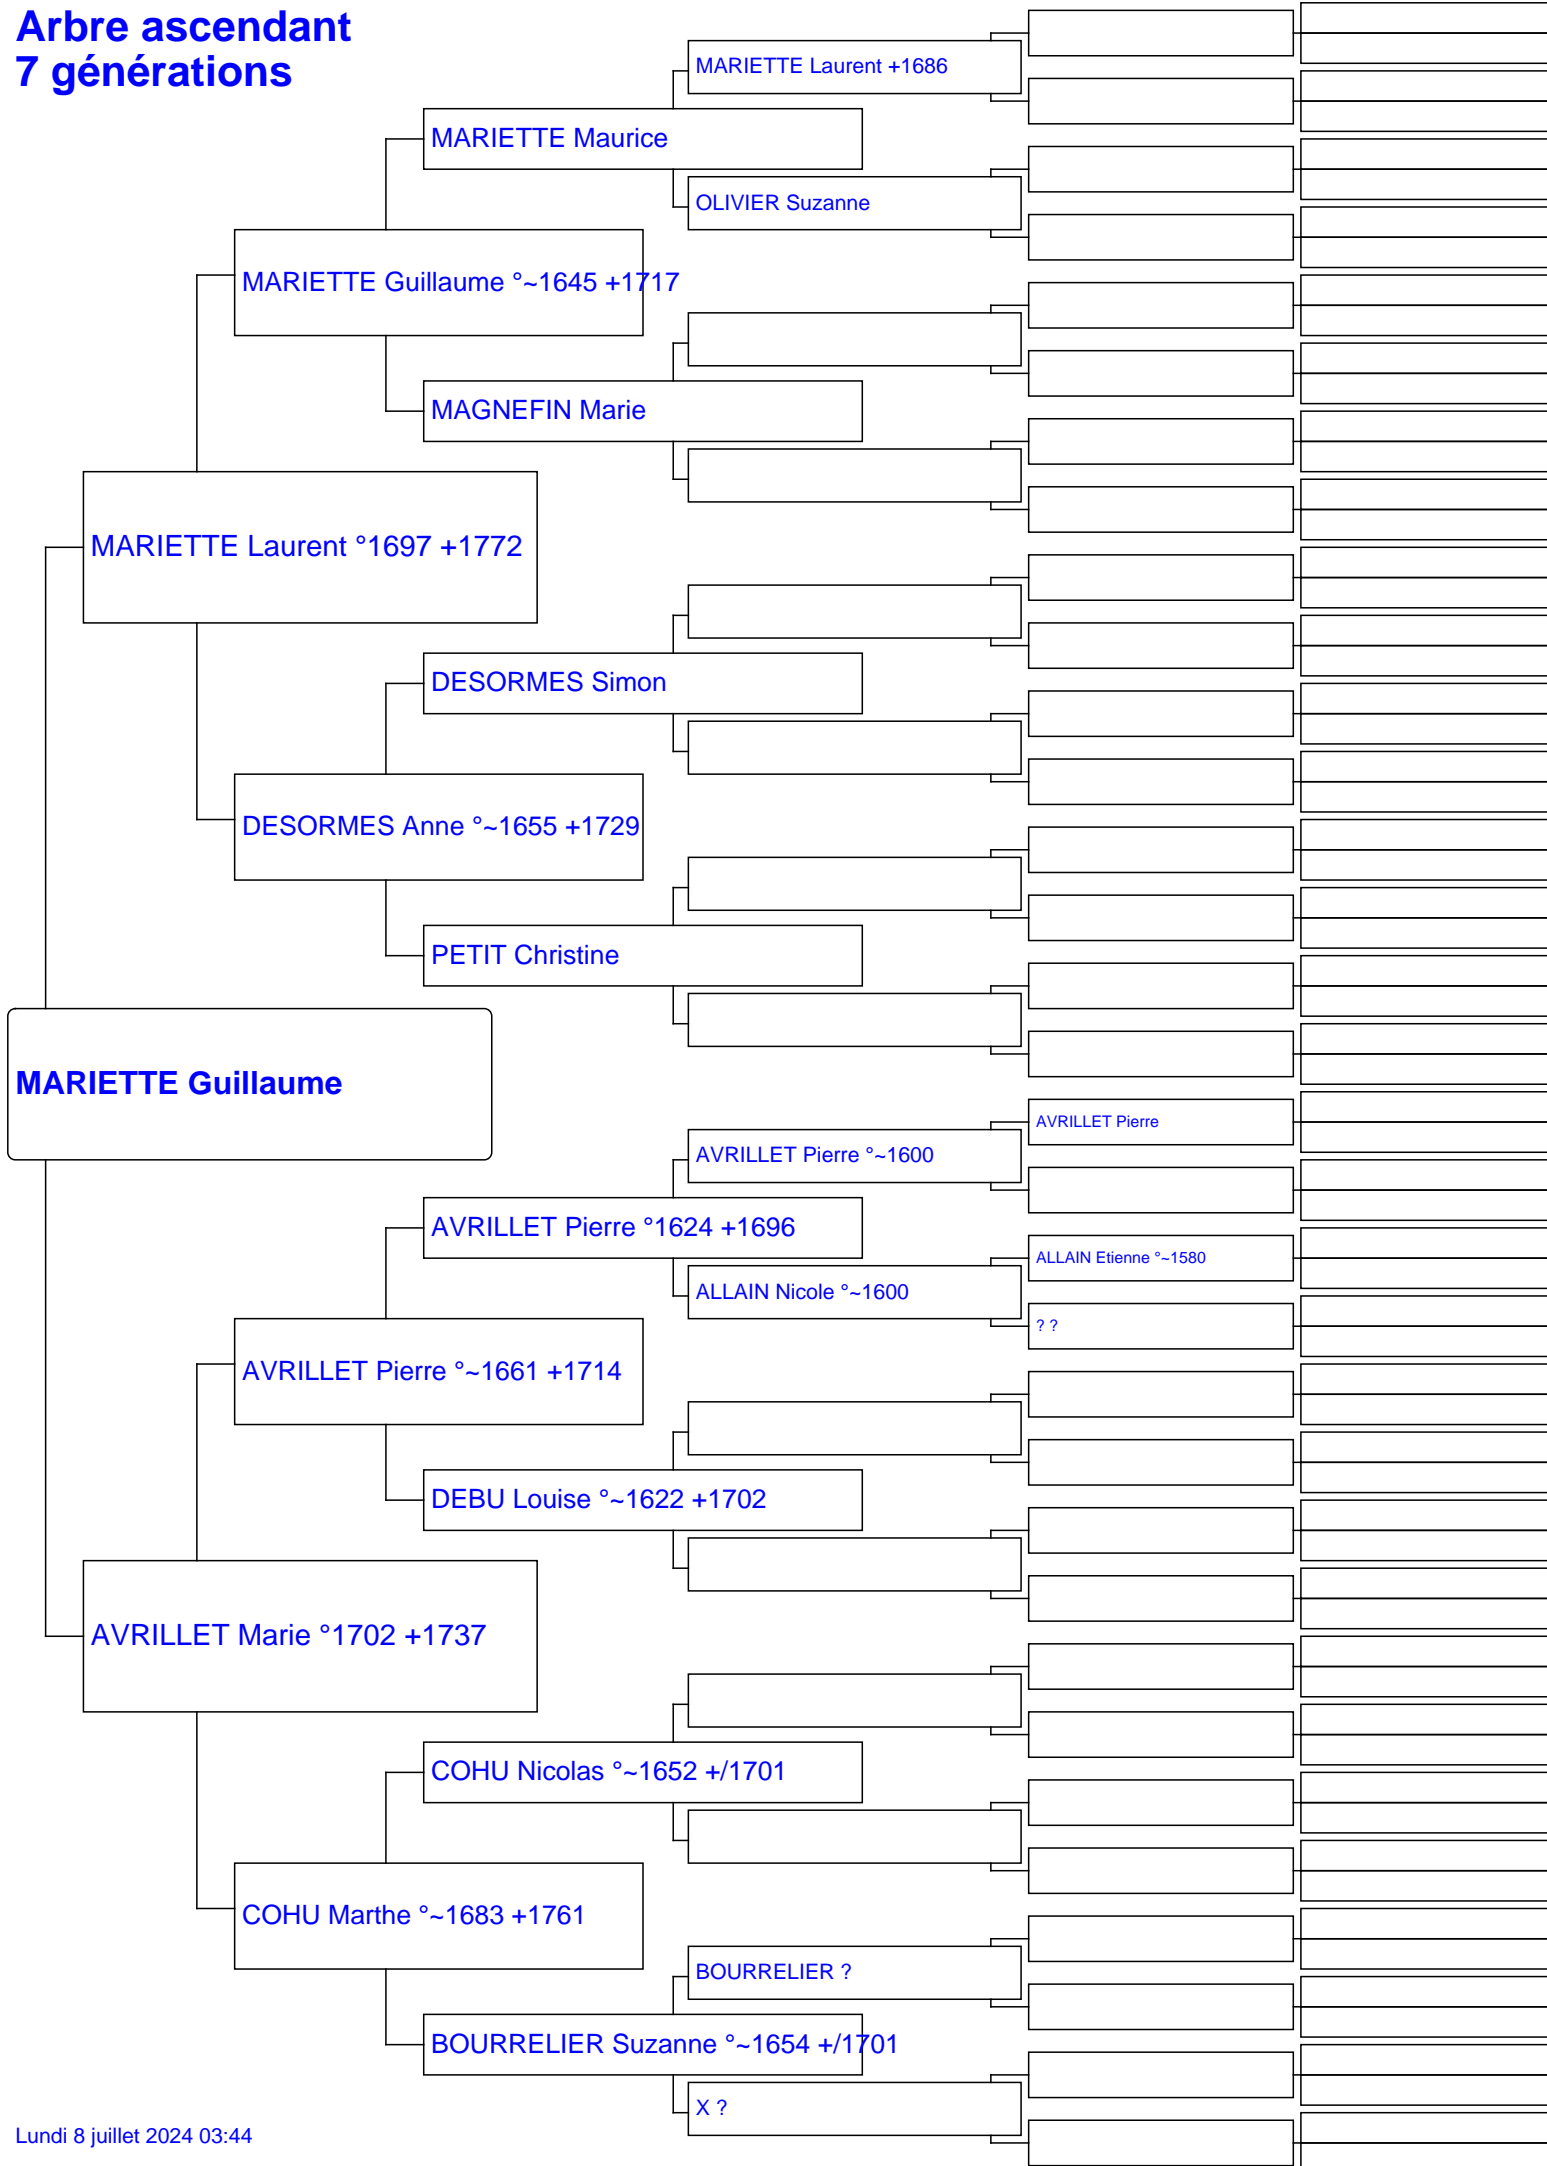 Arbre ascendant
7 générations
MARIETTE Laurent +1686
MARIETTE Maurice
OLIVIER Suzanne
MARIETTE Guillaume °~1645 +1717
MAGNEFIN Marie
MARIETTE Laurent °1697 +1772
DESORMES Simon
DESORMES Anne °~1655 +1729
PETIT Christine
MARIETTE Guillaume
AVRILLET Pierre
AVRILLET Pierre °~1600
AVRILLET Pierre °1624 +1696
ALLAIN Etienne °~1580
ALLAIN Nicole °~1600
? ?
AVRILLET Pierre °~1661 +1714
DEBU Louise °~1622 +1702
AVRILLET Marie °1702 +1737
COHU Nicolas °~1652 +/1701
COHU Marthe °~1683 +1761
BOURRELIER ?
BOURRELIER Suzanne °~1654 +/1701
X ?
Lundi 8 juillet 2024 03:44